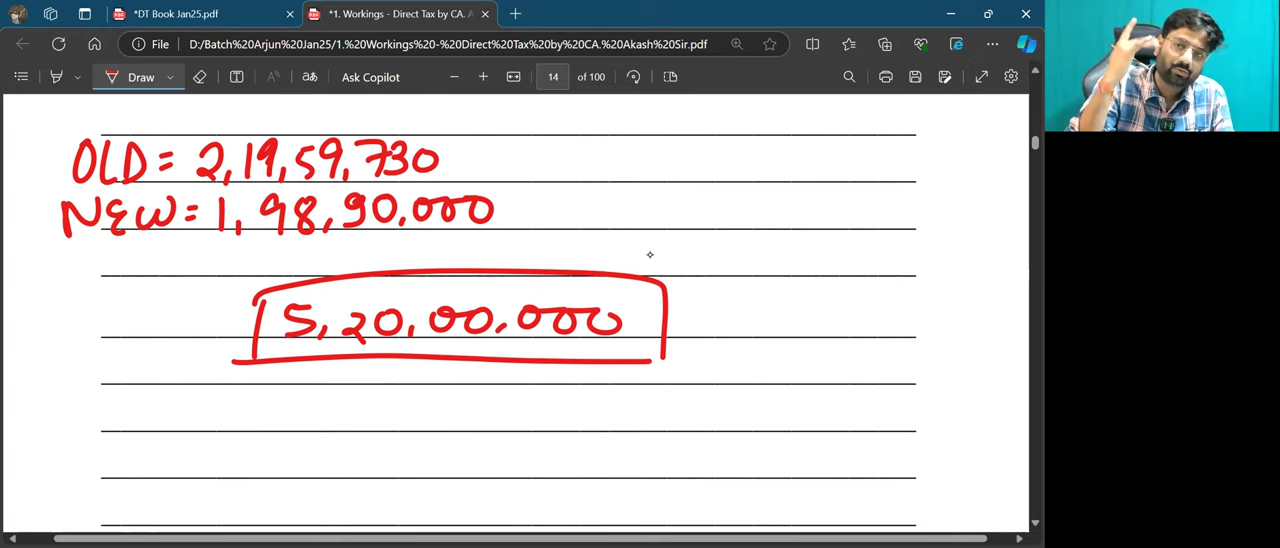 *DT Book Jan25.pdf
*1. Workings - Direct Tax by CA. A
File
D:/Batch%20Arjun%20Jan25/1.%20Workings%20-%20Direct%20Tax%20by%20CA.%20Akash%20Sir.pdf
Draw
aあ
Ask Copilot
14 of 100
OLD = 2,19,59,730
NEW = 1,98,90,000
5,20,00,000